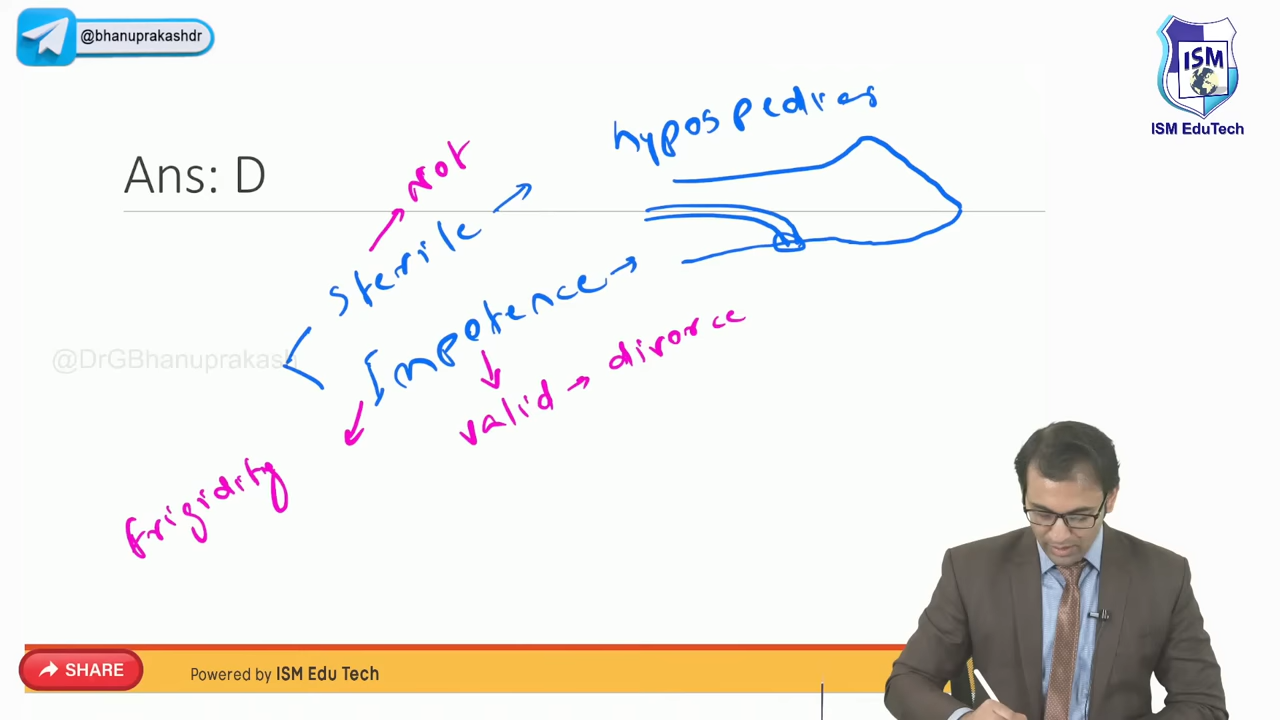 @bhanuprakashdr
ISM
ISM EduTech
hypospedias
Ans: D
Not
Sterile
Impotence
@DrGBhanuprakash
valid → divorce
frigidity
SHARE
Powered by ISM Edu Tech